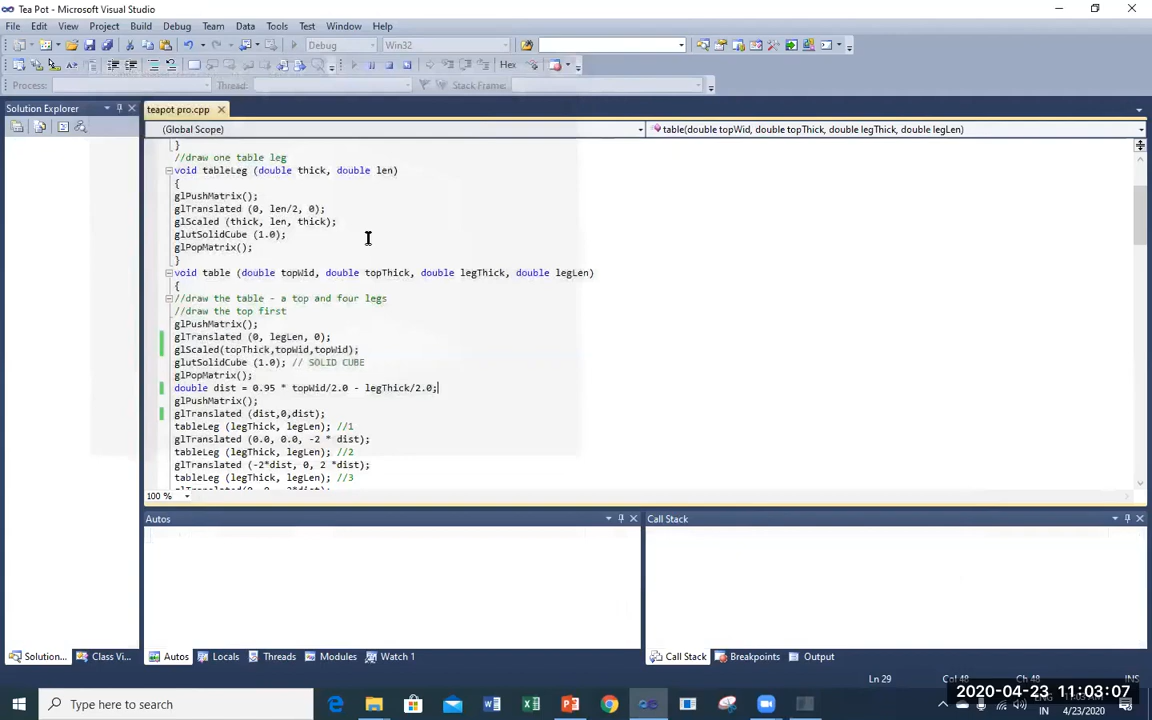 Tea Pot - Microsoft Visual Studio
File Edit View Project Build Debug Team Data Tools Test Window Help
Debug Win32
Hex
Process: Thread: Stack Frame:
Solution Explorer teapot pro.cpp
(Global Scope) table(double topWid, double topThick, double legThick, double legLen)
}
//draw one table leg
void tableLeg (double thick, double len)
{
glPushMatrix();
glTranslated (0, len/2, 0);
glScaled (thick, len, thick);
glutSolidCube (1.0);
glPopMatrix();
}
void table (double topWid, double topThick, double legThick, double legLen)
{
//draw the table - a top and four legs
//draw the top first
glPushMatrix();
glTranslated (0, legLen, 0);
glScaled(topThick,topWid,topWid);
glutSolidCube (1.0); // SOLID CUBE
glPopMatrix();
double dist = 0.95 * topWid/2.0 - legThick/2.0;
glPushMatrix();
glTranslated (dist,0,dist);
tableLeg (legThick, legLen); //1
glTranslated (0.0, 0.0, -2 * dist);
tableLeg (legThick, legLen); //2
glTranslated (-2*dist, 0, 2 *dist);
tableLeg (legThick, legLen); //3
100 %
Autos Call Stack
Solution... Class Vi... Autos Locals Threads Modules Watch 1 Call Stack Breakpoints Output
Ln 29 Col 48 Ch 48 INS
2020-04-23 11:03:07
Type here to search
IN 4/23/2020